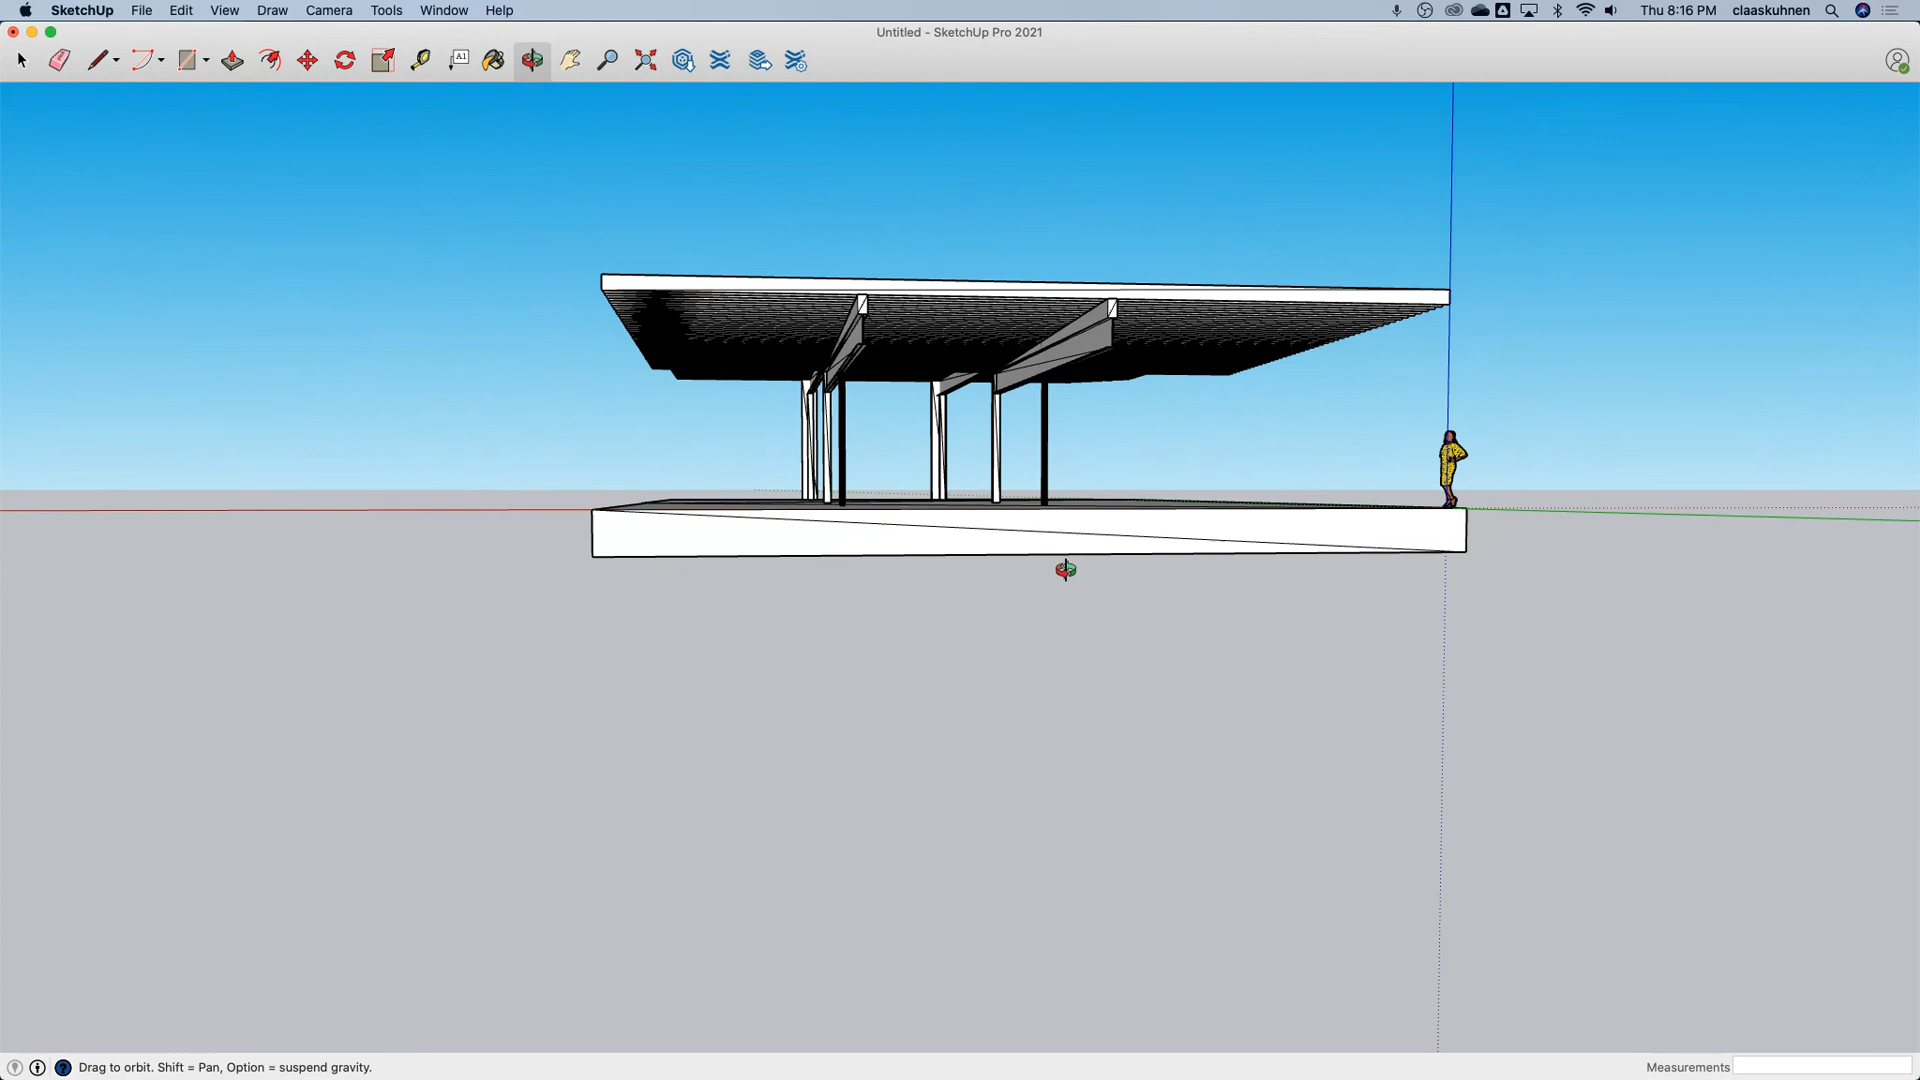 SketchUp File Edit View Draw Camera Tools Window Help Thu 8:16 PM claaskuhnen
Untitled - SketchUp Pro 2021
A1
Drag to orbit. Shift = Pan, Option = suspend gravity. Measurements